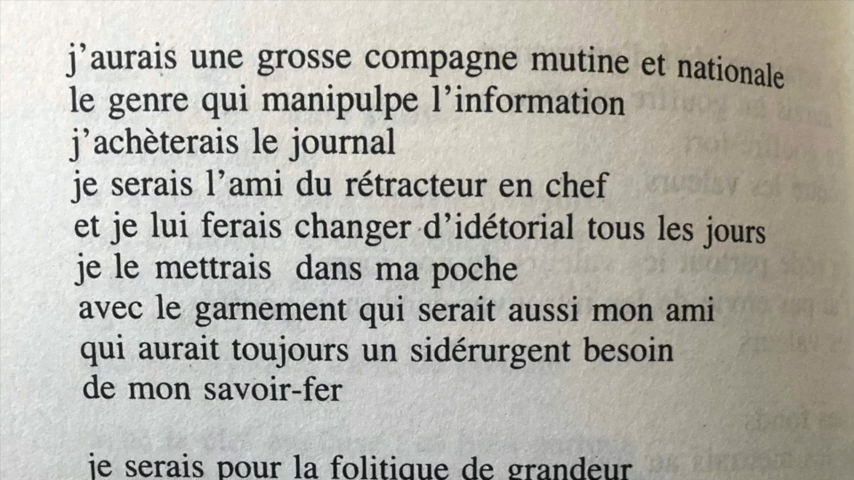 j’aurais une grosse compagne mutine et nationale
le genre qui manipulpe l’information
j’achèterais le journal
je serais l’ami du rétracteur en chef
et je lui ferais changer d’idétorial tous les jours
je le mettrais dans ma poche
avec le garnement qui serait aussi mon ami
qui aurait toujours un sidérurgent besoin
de mon savoir-fer
je serais pour la folitique de grandeur